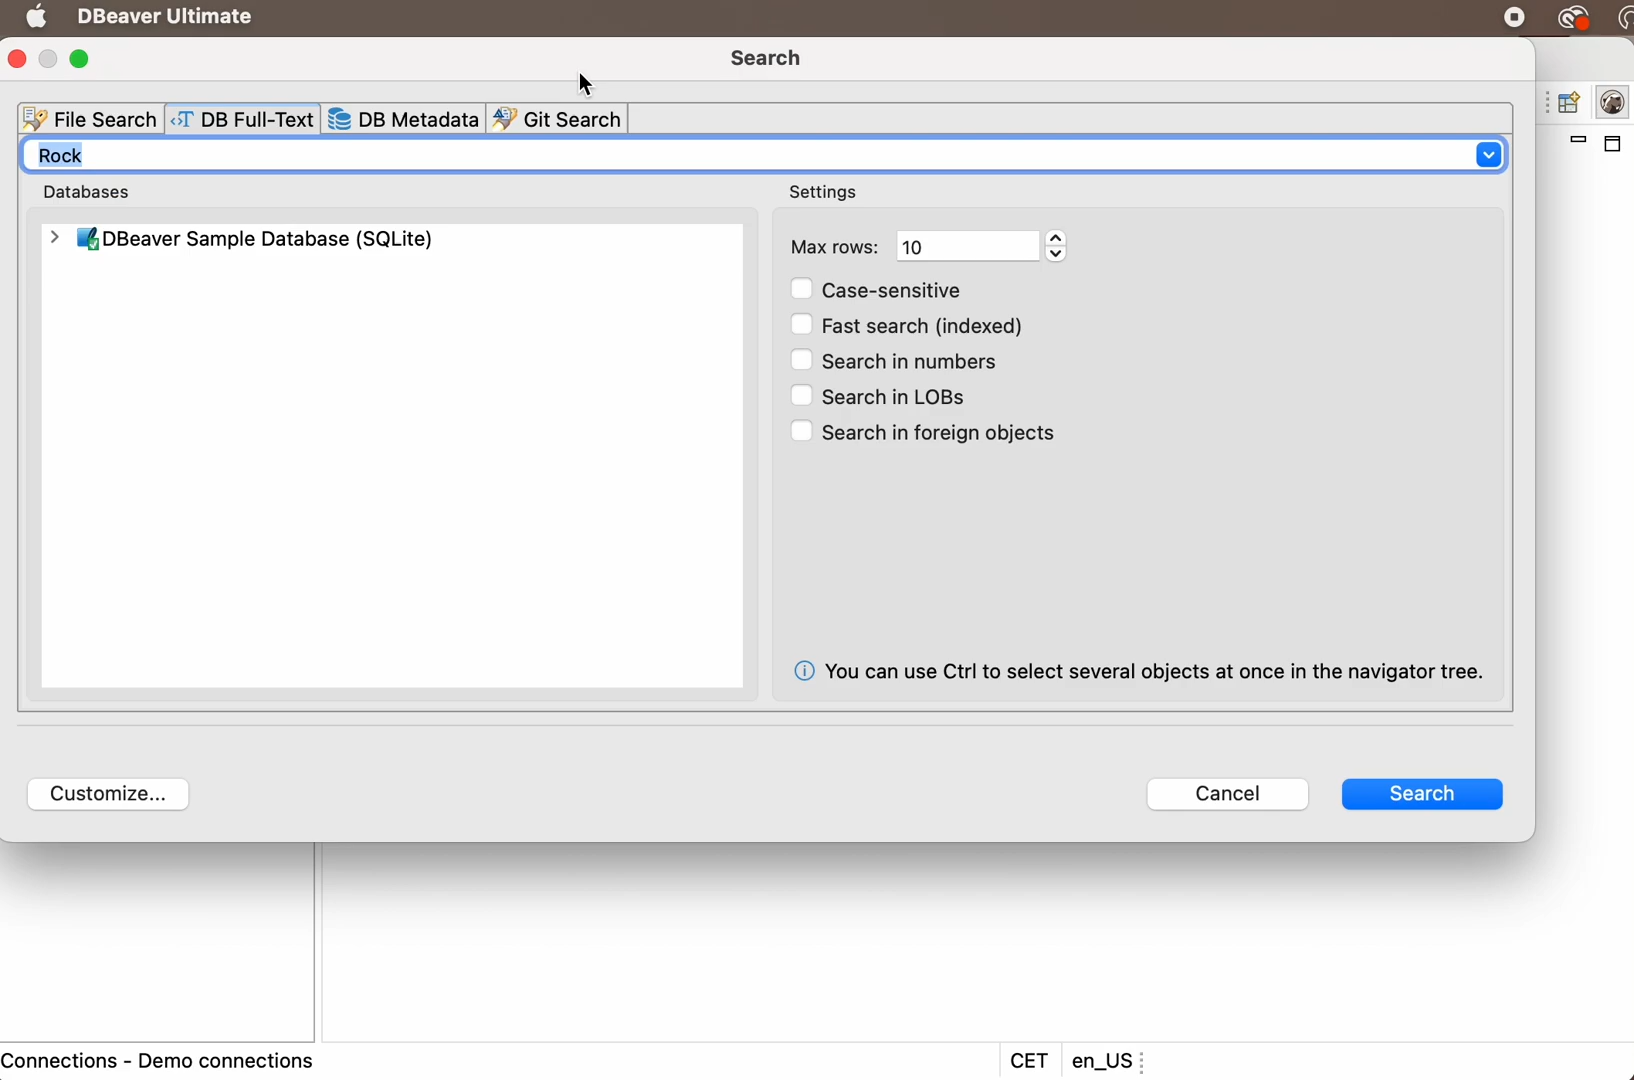 DBeaver Ultimate
Search
File Search
DB Full-Text
DB Metadata
Git Search
Rock
Databases
Settings
DBeaver Sample Database (SQLite)
Max rows: 10
Case-sensitive
Fast search (indexed)
Search in numbers
Search in LOBs
Search in foreign objects
You can use Ctrl to select several objects at once in the navigator tree.
Customize...
Cancel
Search
Connections - Demo connections
CET
en_US